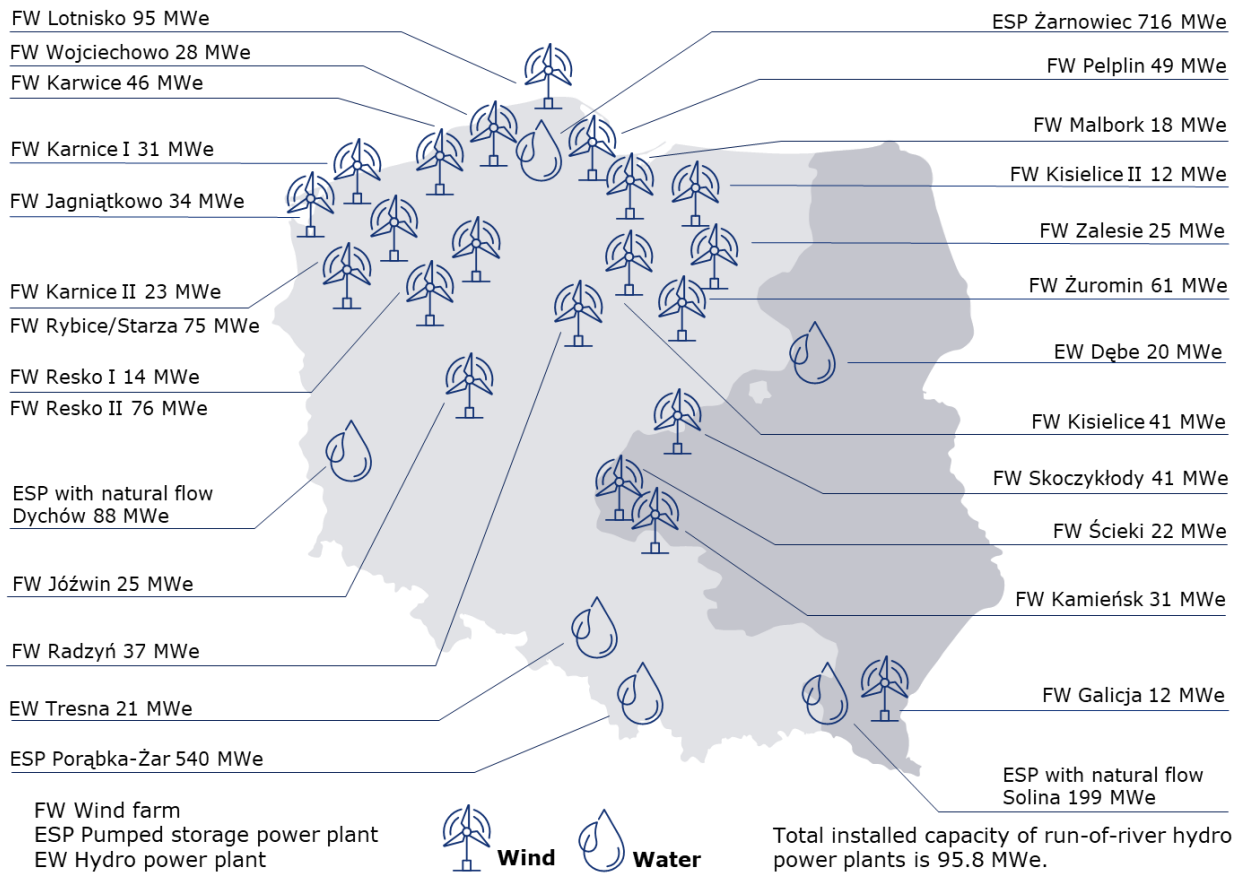 FW Lotnisko 95 MWe
FW Wojciechowo 28 MWe
FW Karwice 46 MWe
FW Karnice I 31 MWe
FW Jagniątkowo 34 MWe
FW Karnice II 23 MWe
FW Rybice/Starza 75 MWe
FW Resko I 14 MWe
FW Resko II 76 MWe
ESP with natural flow
Dychów 88 MWe
FW Jóźwin 25 MWe
FW Radzyń 37 MWe
EW Tresna 21 MWe
ESP Porąbka-Żar 540 MWe
ESP Żarnowiec 716 MWe
FW Pelplin 49 MWe
FW Malbork 18 MWe
FW Kisielice II 12 MWe
FW Zalesie 25 MWe
FW Żuromin 61 MWe
EW Dębe 20 MWe
FW Kisielice 41 MWe
FW Skoczykłody 41 MWe
FW Ścieki 22 MWe
FW Kamieńsk 31 MWe
FW Galicja 12 MWe
ESP with natural flow
Solina 199 MWe
FW Wind farm
ESP Pumped storage power plant
EW Hydro power plant
Wind
Water
Total installed capacity of run-of-river hydro
power plants is 95.8 MWe.